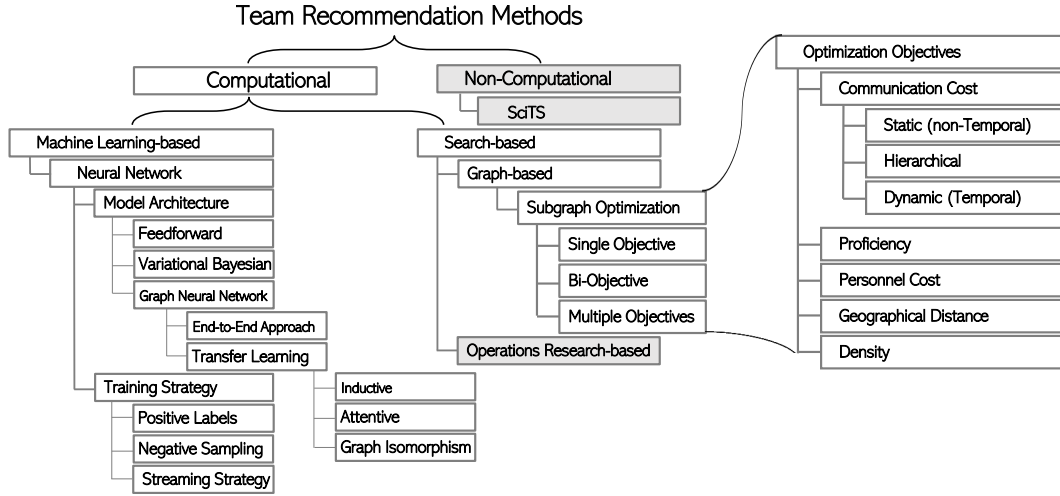 Team Recommendation Methods
Computational
Non-Computational
SciTS
Machine Learning-based
Neural Network
Model Architecture
Feedforward
Variational Bayesian
Graph Neural Network
End-to-End Approach
Transfer Learning
Inductive
Attentive
Graph Isomorphism
Training Strategy
Positive Labels
Negative Sampling
Streaming Strategy
Search-based
Graph-based
Subgraph Optimization
Single Objective
Bi-Objective
Multiple Objectives
Operations Research-based
Optimization Objectives
Communication Cost
Static (non-Temporal)
Hierarchical
Dynamic (Temporal)
Proficiency
Personnel Cost
Geographical Distance
Density